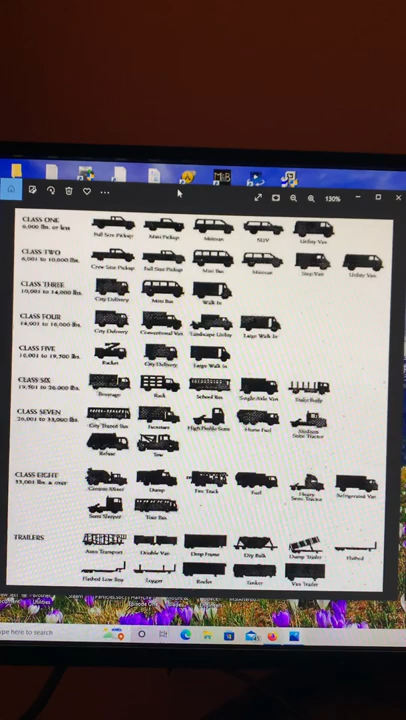 130%
CLASS ONE
6,000 lbs. or less
Full Size Pickup Mini Pickup Minivan SUV Utility Van
CLASS TWO
6,001 to 10,000 lbs.
Crew Size Pickup Full Size Pickup Mini Bus Minivan Step Van Utility Van
CLASS THREE
10,001 to 14,000 lbs.
City Delivery Mini Bus Walk In
CLASS FOUR
14,001 to 16,000 lbs.
City Delivery Conventional Van Landscape Utility Large Walk In
CLASS FIVE
16,001 to 19,500 lbs.
Bucket City Delivery Large Walk In
CLASS SIX
19,501 to 26,000 lbs.
Beverage Rack School Bus Single Axle Van Stake Body
CLASS SEVEN
26,001 to 33,000 lbs.
City Transit Bus Furniture High Profile Semi Home Fuel Medium Semi Tractor
Refuse Tow
CLASS EIGHT
33,001 lbs. & over
Cement Mixer Dump Fire Truck Fuel Heavy Semi Tractor Refrigerated Van
Semi Sleeper Tour Bus
TRAILERS
Auto Transport Double Van Drop Frame Dry Bulk Dump Trailer Flatbed
Flatbed Low Boy Logger Reefer Tanker Van Trailer
ype here to search